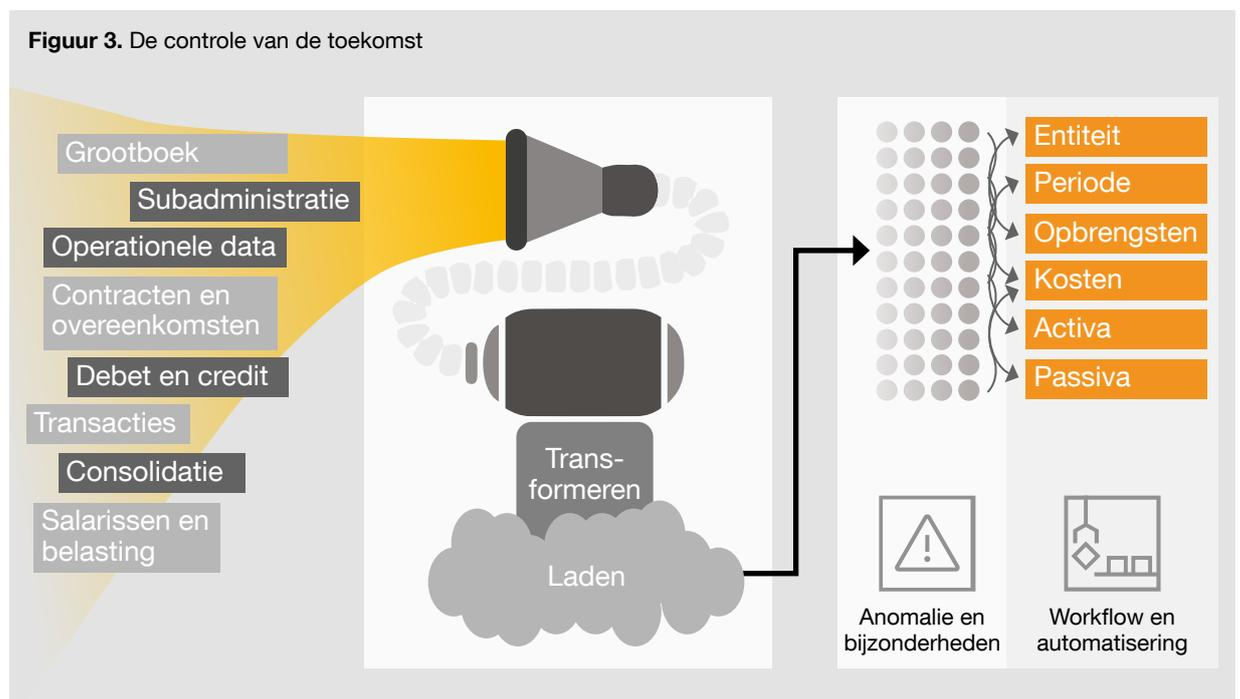 Figuur 3. De controle van de toekomst
Grootboek
Subadministratie
Operationele data
Contracten en
overeenkomsten
Debet en credit
Transacties
Consolidatie
Salarissen en
belasting
Trans-
formeren
Laden
Entiteit
Periode
Opbrengsten
Kosten
Activa
Passiva
Anomalie en
bijzonderheden
Workflow en
automatisering